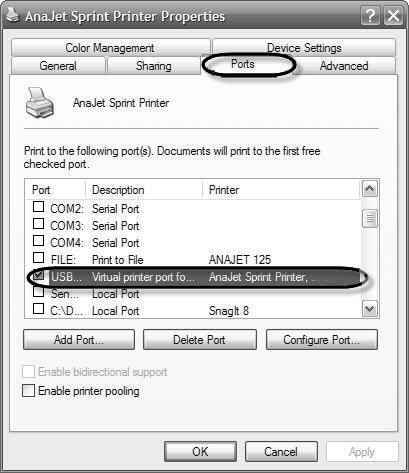 AnaJet Sprint Printer Properties
Color Management Device Settings
General Sharing Ports Advanced
AnaJet Sprint Printer
Print to the following port(s). Documents will print to the first free
checked port.
Port Description Printer
COM2: Serial Port
COM3: Serial Port
COM4: Serial Port
FILE: Print to File ANAJET 125
USB... Virtual printer port fo... AnaJet Sprint Printer, ...
Sen... Local Port
C:\D... Local Port SnagIt 8
Add Port... Delete Port Configure Port...
Enable bidirectional support
Enable printer pooling
OK Cancel Apply